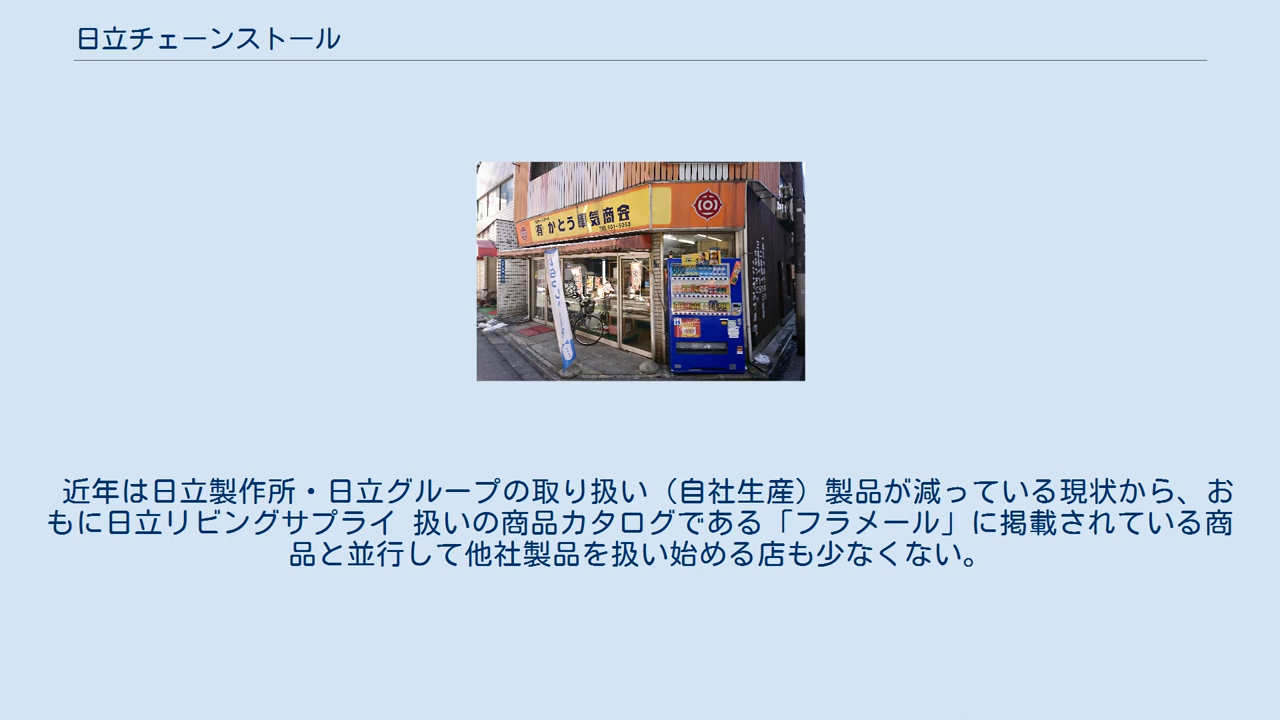 日立チェーンストール
㈲かとう電気商会
近年は日立製作所・日立グループの取り扱い（自社生産）製品が減っている現状から、お
もに日立リビングサプライ 扱いの商品カタログである「フラメール」に掲載されている商
品と並行して他社製品を扱い始める店も少なくない。